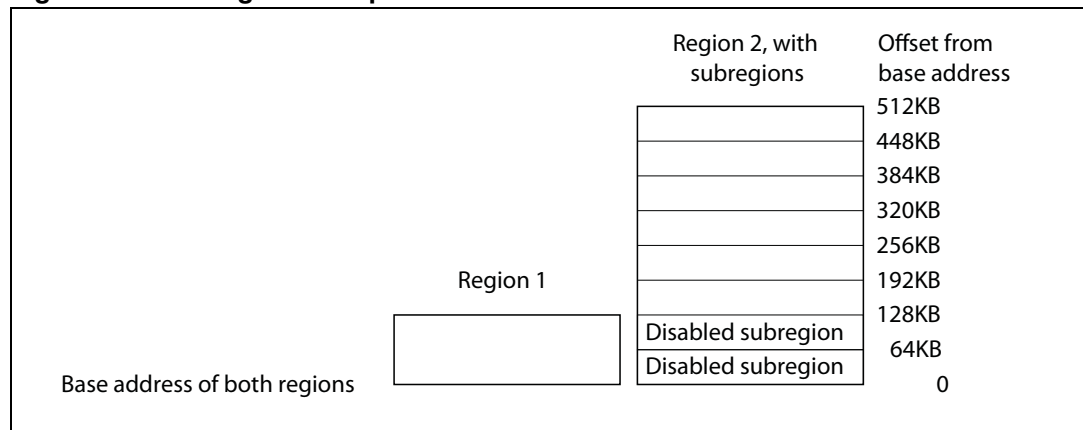 Region 2, with
subregions
Offset from
base address
512KB
448KB
384KB
320KB
256KB
192KB
Region 1
128KB
Disabled subregion
64KB
Disabled subregion
Base address of both regions
0